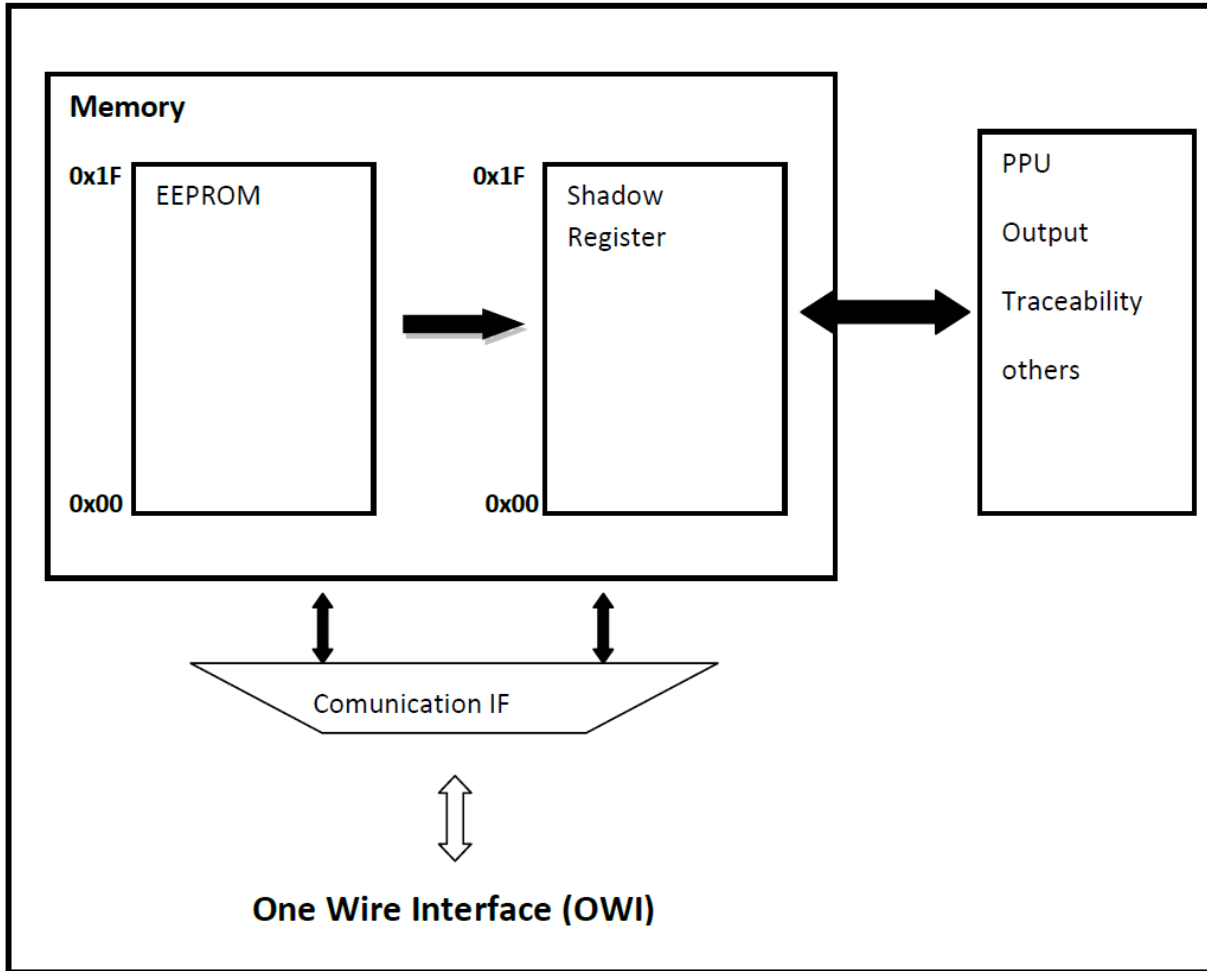 Memory
0x1F
EEPROM
0x00
0x1F
Shadow
Register
0x00
PPU
Output
Traceability
others
Comunication IF
One Wire Interface (OWI)